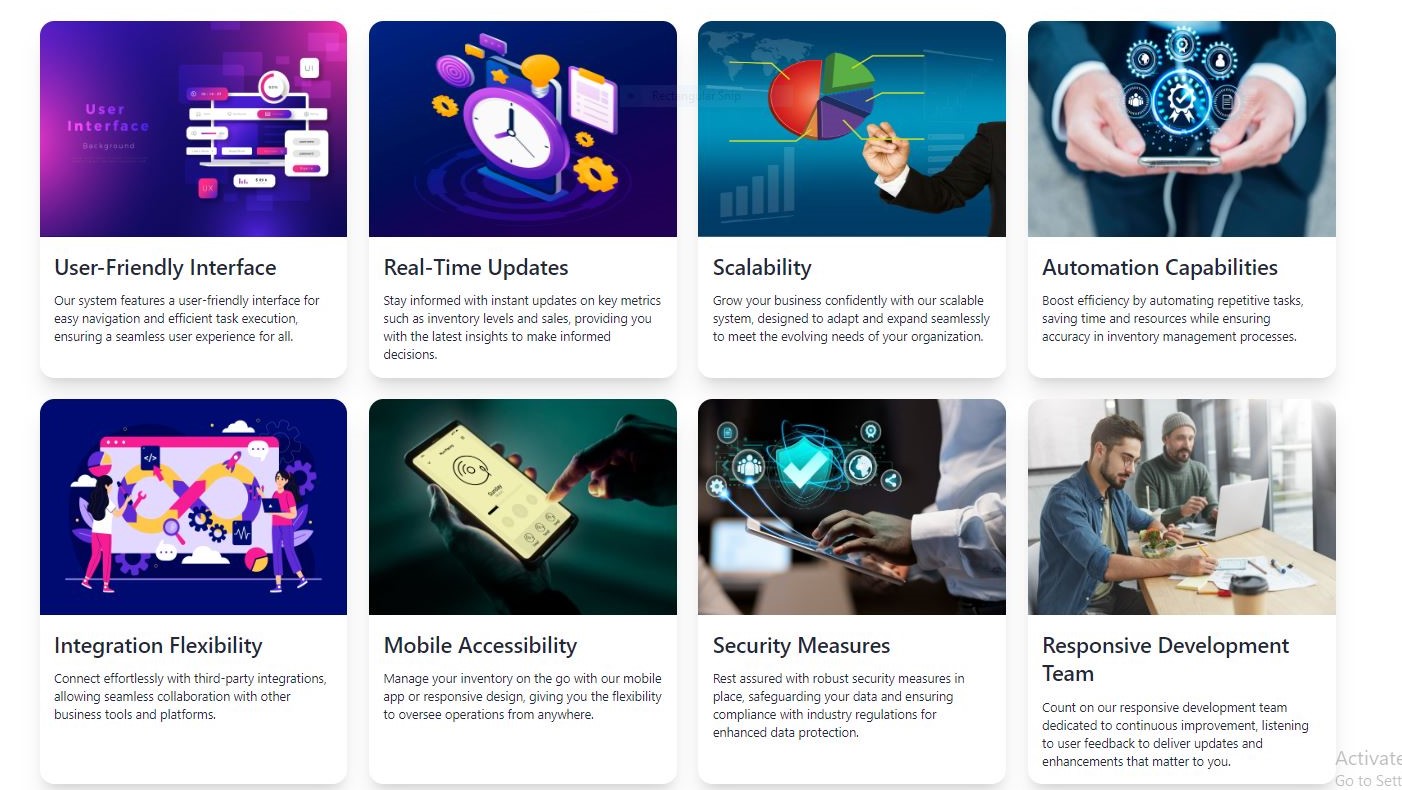 User
Interface
Background
UI
UX
Rectangular Snip
User-Friendly Interface
Our system features a user-friendly interface for
easy navigation and efficient task execution,
ensuring a seamless user experience for all.
Real-Time Updates
Stay informed with instant updates on key metrics
such as inventory levels and sales, providing you
with the latest insights to make informed
decisions.
Scalability
Grow your business confidently with our scalable
system, designed to adapt and expand seamlessly
to meet the evolving needs of your organization.
Automation Capabilities
Boost efficiency by automating repetitive tasks,
saving time and resources while ensuring
accuracy in inventory management processes.
</>
Sunday
Integration Flexibility
Connect effortlessly with third-party integrations,
allowing seamless collaboration with other
business tools and platforms.
Mobile Accessibility
Manage your inventory on the go with our mobile
app or responsive design, giving you the flexibility
to oversee operations from anywhere.
Security Measures
Rest assured with robust security measures in
place, safeguarding your data and ensuring
compliance with industry regulations for
enhanced data protection.
Responsive Development
Team
Count on our responsive development team
dedicated to continuous improvement, listening
to user feedback to deliver updates and
enhancements that matter to you.
Activate
Go to Sett